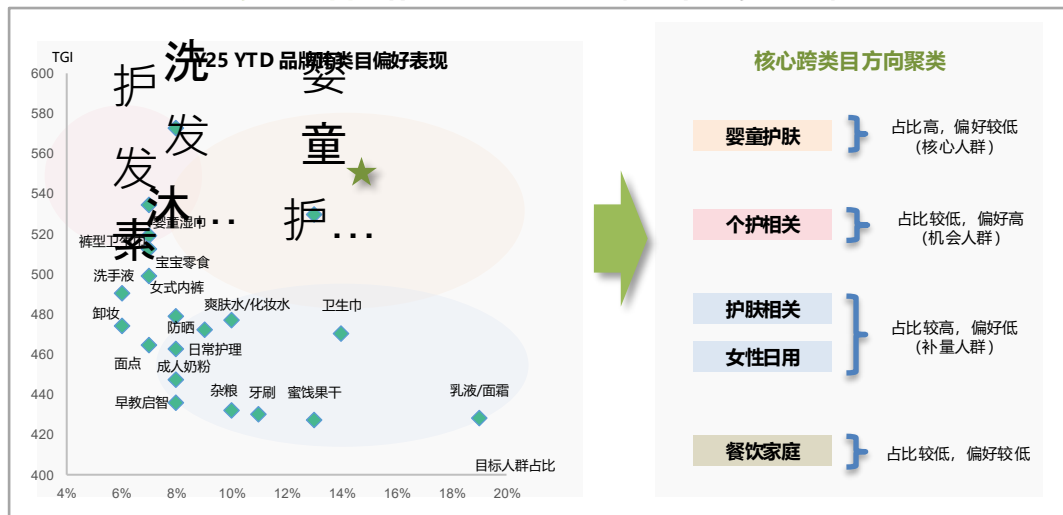 TGI
Y25 YTD 品牌跨类目偏好表现
600
580
560
540
520
500
480
460
440
420
400
4%
6%
8%
10%
12%
14%
16%
18%
20%
目标人群占比
护发素
洗发沐…
婴童护…
婴童湿巾
裤型卫生巾
宝宝零食
洗手液
女式内裤
卸妆
爽肤水/化妆水
卫生巾
防晒
日常护理
面点
成人奶粉
早教启智
杂粮
牙刷
蜜饯果干
乳液/面霜
核心跨类目方向聚类
婴童护肤
占比高，偏好较低
（核心人群）
个护相关
占比较低，偏好高
（机会人群）
护肤相关
女性日用
占比较高，偏好低
（补量人群）
餐饮家庭
占比较低，偏好较低